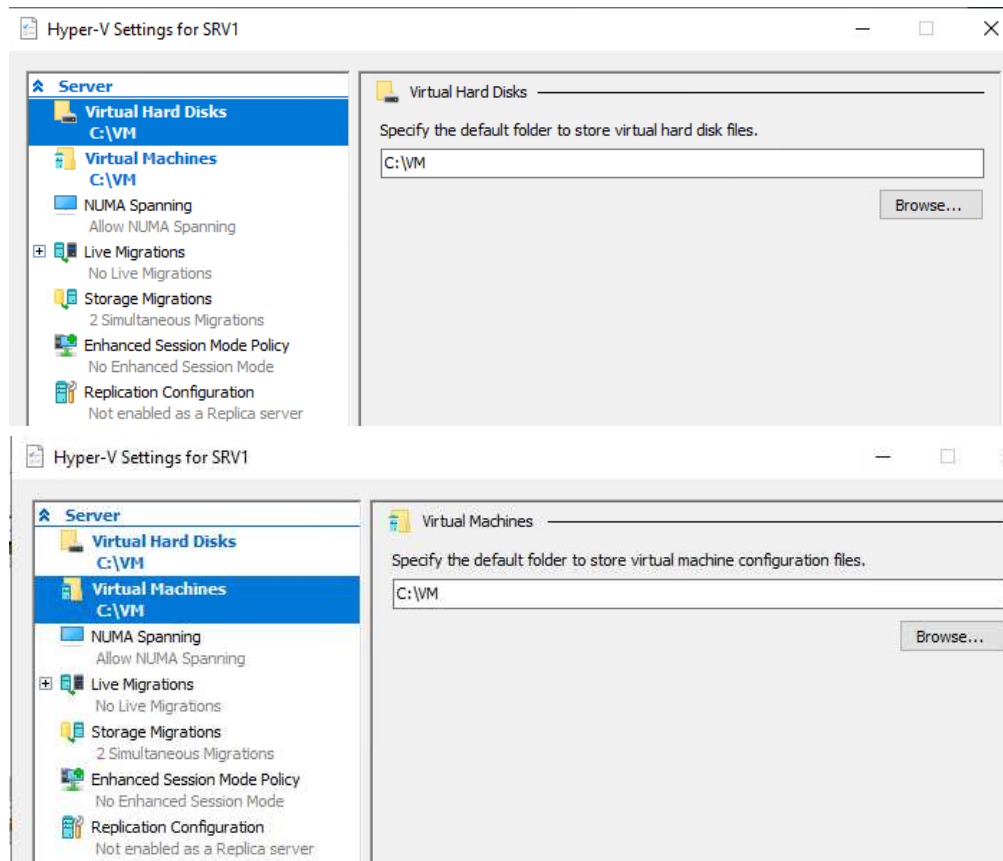 Hyper-V Settings for SRV1
Server
Virtual Hard Disks
C:\VM
Virtual Machines
C:\VM
NUMA Spanning
Allow NUMA Spanning
Live Migrations
No Live Migrations
Storage Migrations
2 Simultaneous Migrations
Enhanced Session Mode Policy
No Enhanced Session Mode
Replication Configuration
Not enabled as a Replica server
Virtual Hard Disks
Specify the default folder to store virtual hard disk files.
C:\VM
Browse...
Hyper-V Settings for SRV1
Server
Virtual Hard Disks
C:\VM
Virtual Machines
C:\VM
NUMA Spanning
Allow NUMA Spanning
Live Migrations
No Live Migrations
Storage Migrations
2 Simultaneous Migrations
Enhanced Session Mode Policy
No Enhanced Session Mode
Replication Configuration
Not enabled as a Replica server
Virtual Machines
Specify the default folder to store virtual machine configuration files.
C:\VM
Browse...